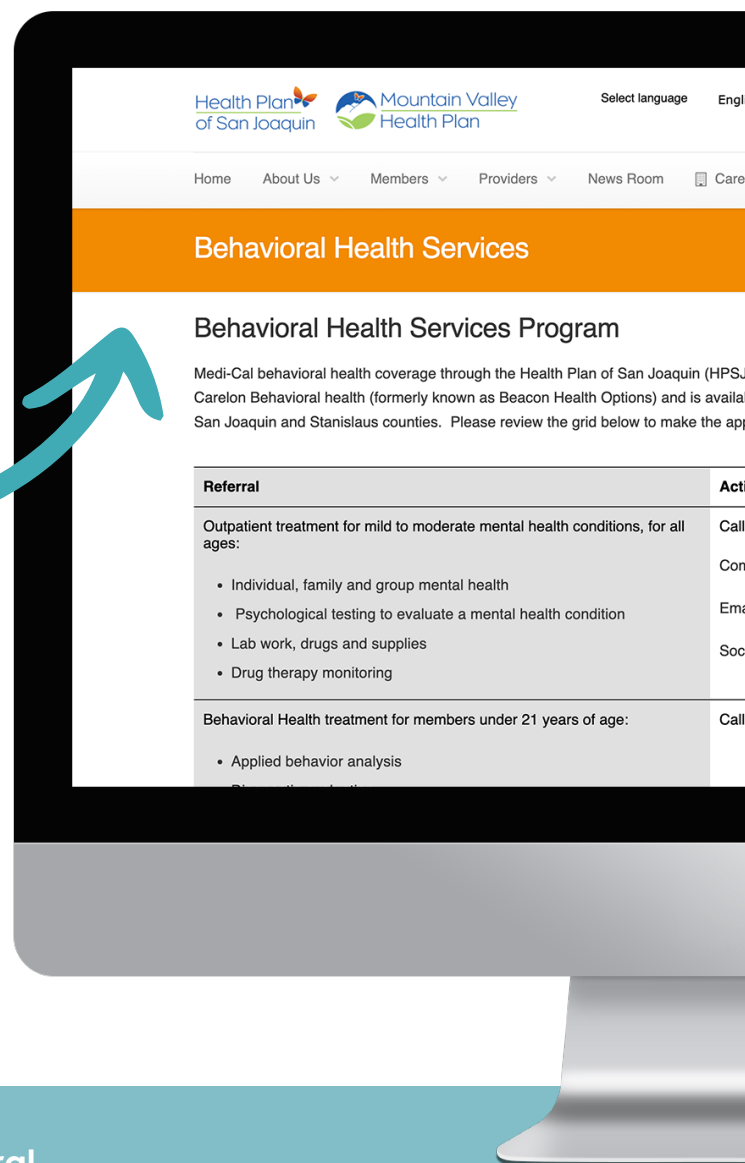 Health Plan of San Joaquin
Mountain Valley Health Plan
Select language
Home About Us Members Providers News Room Care
Behavioral Health Services
Behavioral Health Services Program
Medi-Cal behavioral health coverage through the Health Plan of San Joaquin
Carelon Behavioral health (formerly known as Beacon Health Options) and is
San Joaquin and Stanislaus counties. Please review the grid below to make the
Referral
Outpatient treatment for mild to moderate mental health conditions, for all
ages:
• Individual, family and group mental health
• Psychological testing to evaluate a mental health condition
• Lab work, drugs and supplies
• Drug therapy monitoring
Call
Behavioral Health treatment for members under 21 years of age:
Call
• Applied behavior analysis